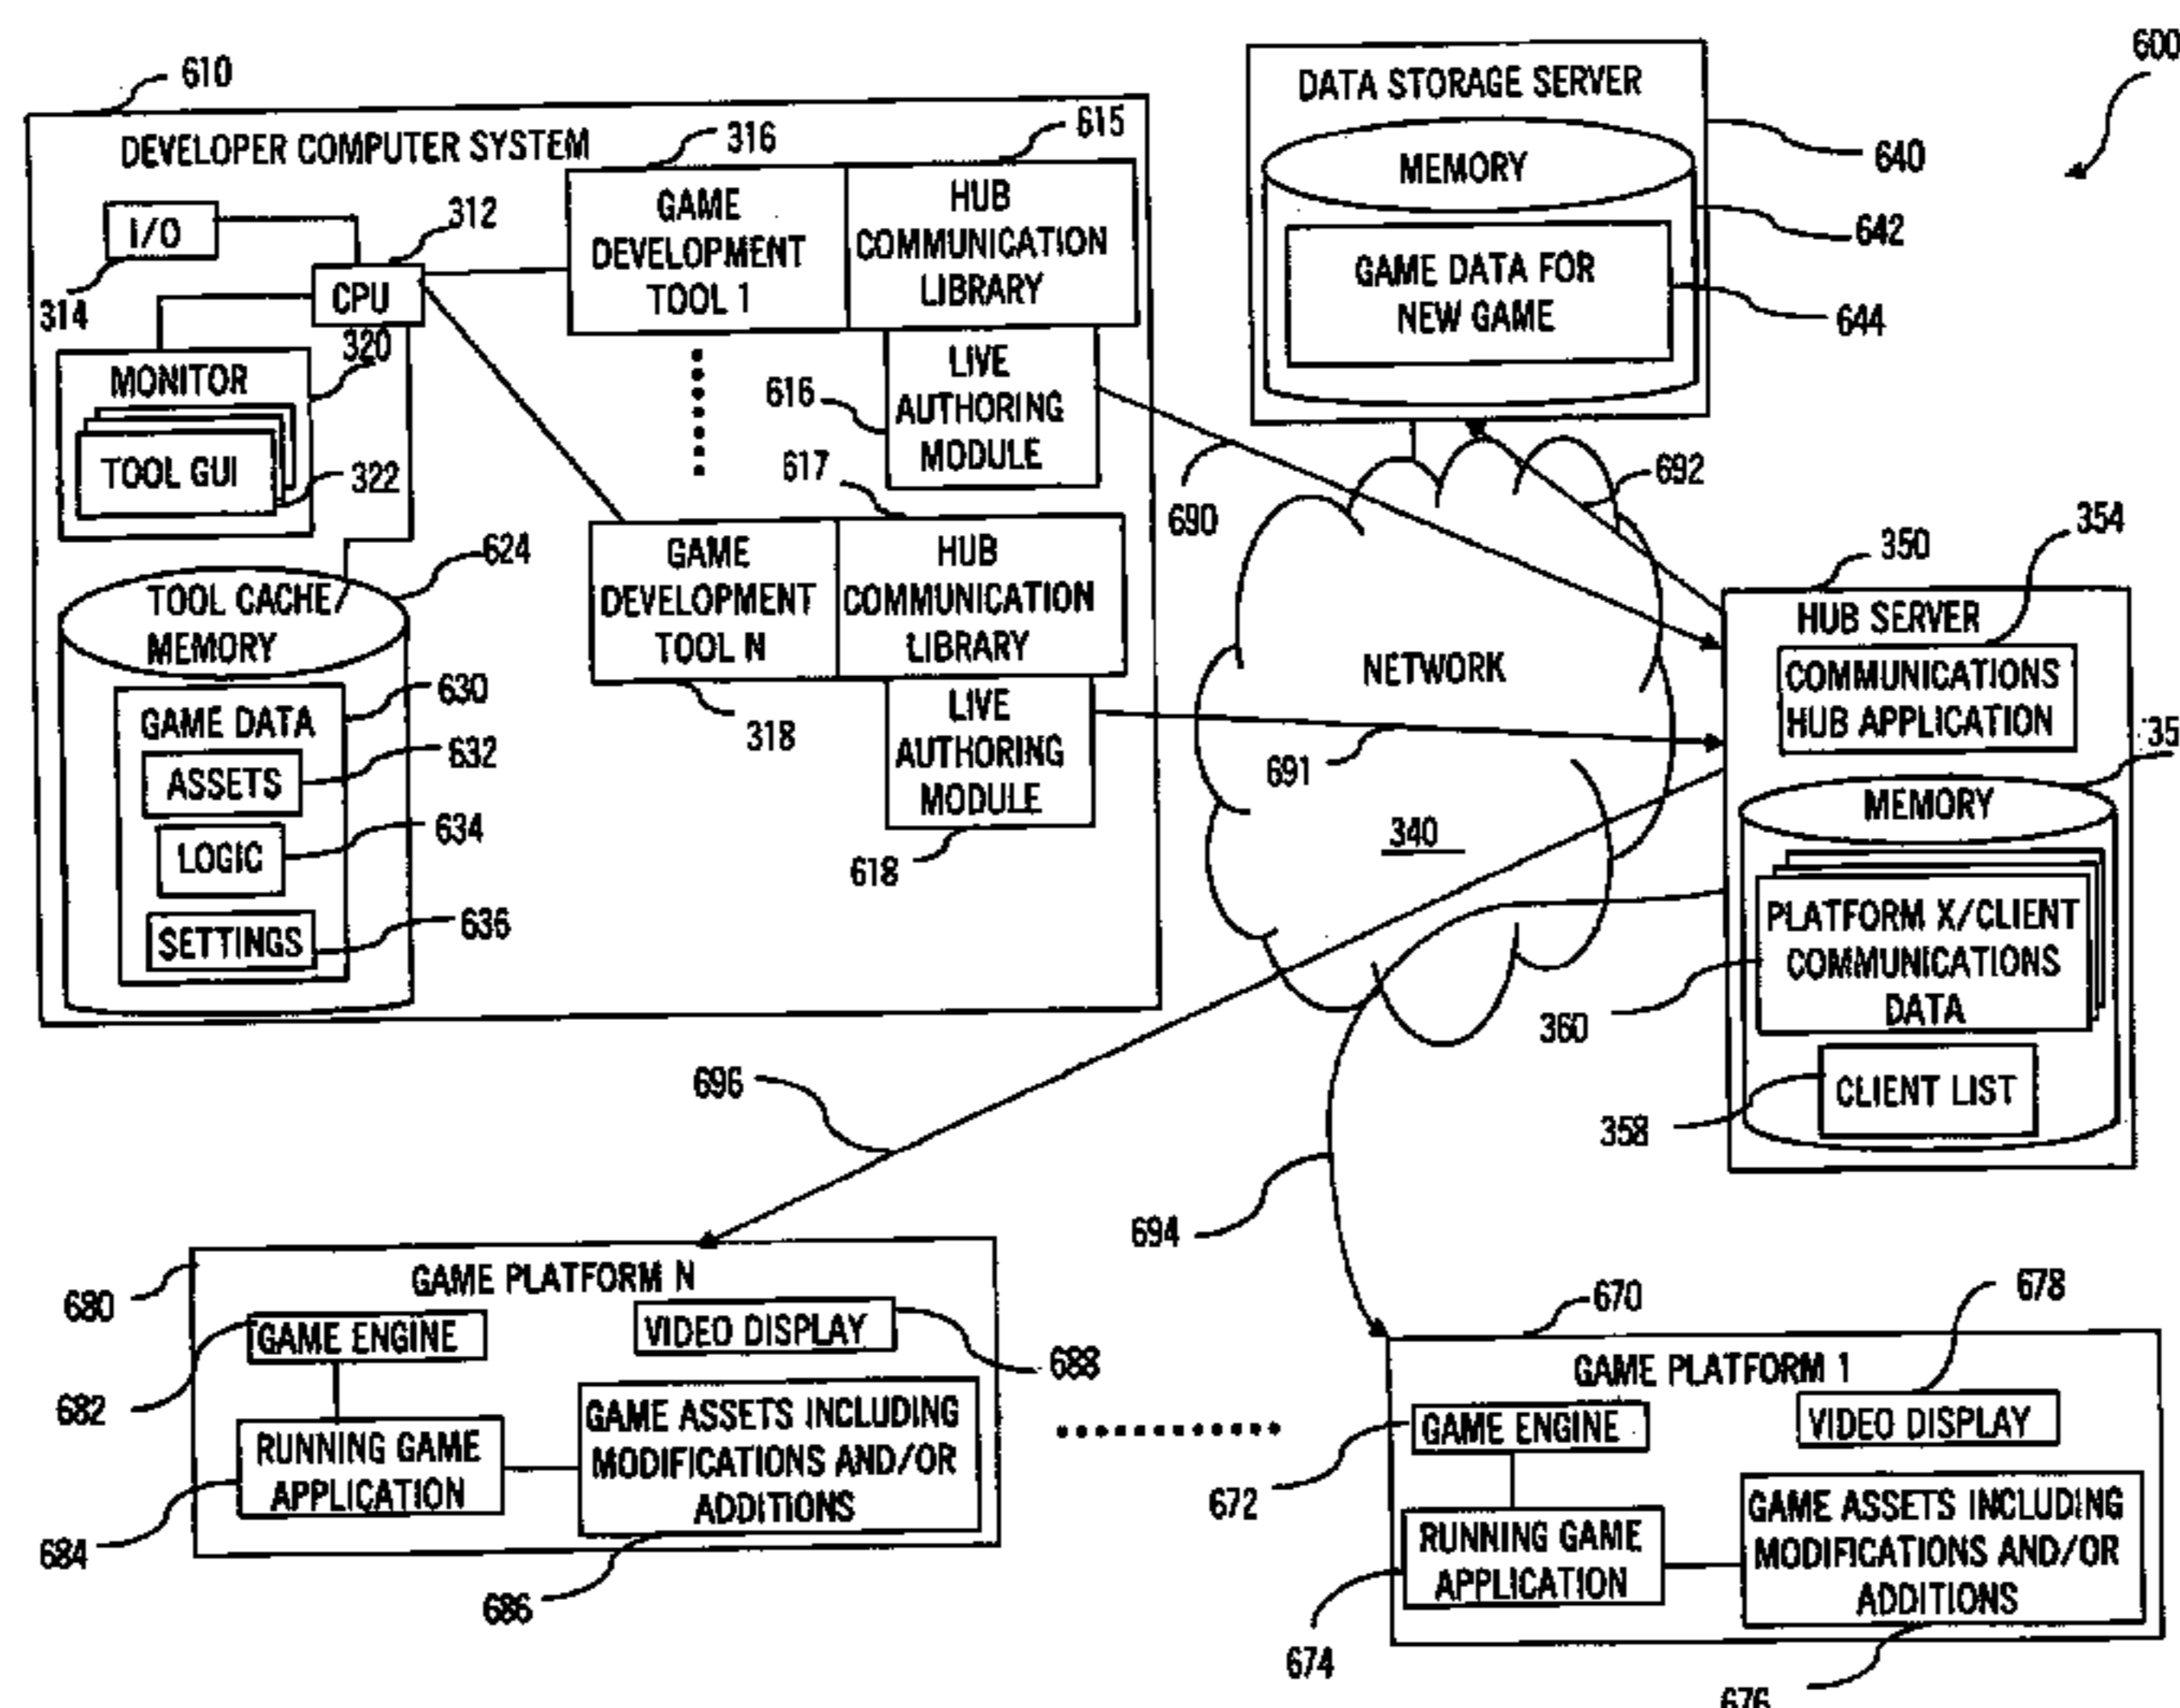 600
610
DEVELOPER COMPUTER SYSTEM
316
615
I/O
314
312
CPU
GAME
DEVELOPMENT
TOOL 1
HUB
COMMUNICATION
LIBRARY
320
MONITOR
TOOL GUI
322
616
LIVE
AUTHORING
MODULE
617
GAME
DEVELOPMENT
TOOL N
HUB
COMMUNICATION
LIBRARY
318
LIVE
AUTHORING
MODULE
618
624
TOOL CACHE
MEMORY
630
GAME DATA
632
ASSETS
634
LOGIC
636
SETTINGS
DATA STORAGE SERVER
640
MEMORY
642
GAME DATA FOR
NEW GAME
644
690
692
691
NETWORK
340
350
354
HUB SERVER
COMMUNICATIONS
HUB APPLICATION
35
MEMORY
PLATFORM X/CLIENT
COMMUNICATIONS
DATA
360
CLIENT LIST
358
696
694
680
GAME PLATFORM N
GAME ENGINE
682
VIDEO DISPLAY
688
RUNNING GAME
APPLICATION
684
GAME ASSETS INCLUDING
MODIFICATIONS AND/OR
ADDITIONS
686
670
678
GAME PLATFORM 1
GAME ENGINE
672
VIDEO DISPLAY
RUNNING GAME
APPLICATION
674
GAME ASSETS INCLUDING
MODIFICATIONS AND/OR
ADDITIONS
676